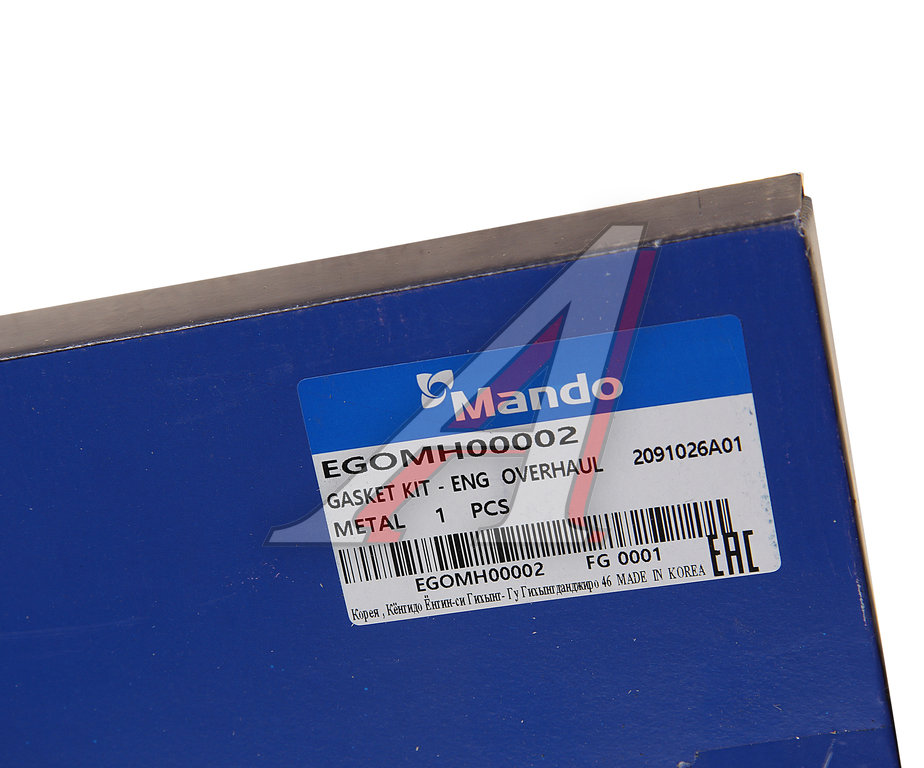 Mando
EGOMH00002
GASKET KIT - ENG OVERHAUL 2091026A01
METAL 1 PCS
EGOMH00002 FG 0001 EAC
Корея , Кёнгидо Ёнгин-си Гихынг- Гу Гихынгданджиро 46 MADE IN KOREA